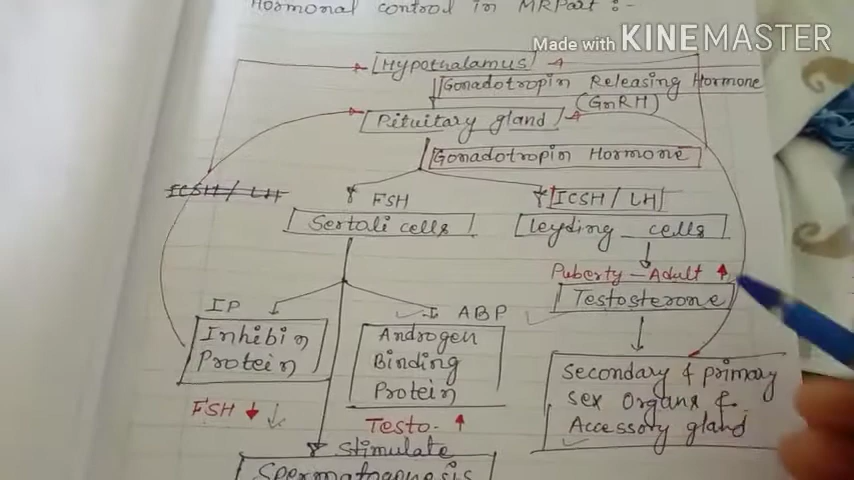 Hormonal control in MRPart :-
Made with KINEMASTER
Hypothalamus
Gonadotropin Releasing Hormone
(GnRH)
Pituitary gland
Gonadotropin Hormone
ICSH / LH
FSH
ICSH / LH
Sertoli cells
Leyding cells
Puberty - Adult
Testosterone
IP
ABP
Inhibin
Protein
Androgen
Binding
Protein
Secondary & primary
sex organs &
Accessory gland
FSH
Testo-
Stimulate
Spermatogenesis